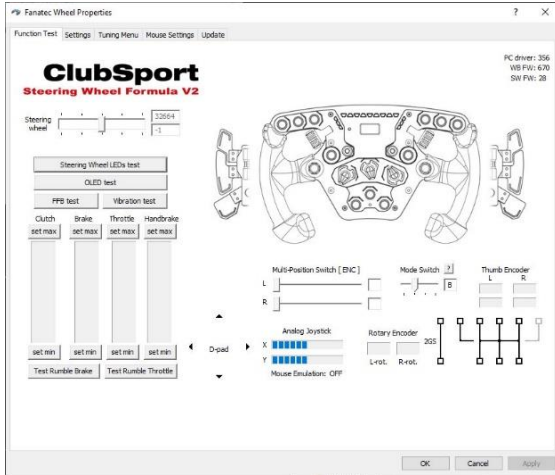 Fanatec Wheel Properties
? ×
Function Test Settings Tuning Menu Mouse Settings Update
PC driver: 356
WB FW: 670
SW FW: 28
ClubSport
Steering Wheel Formula V2
Steering wheel
32664
-1
Steering Wheel LEDs test
OLED test
FFB test Vibration test
Clutch Brake Throttle Handbrake
set max set max set max set max
Multi-Position Switch [ ENC ]
Mode Switch ?
Thumb Encoder
L R
L
B
R
Analog Joystick
X
Y
Mouse Emulation: OFF
Rotary Encoder
L-rot. R-rot.
2GS
D-pad
set min set min set min set min
Test Rumble Brake Test Rumble Throttle
OK Cancel Apply